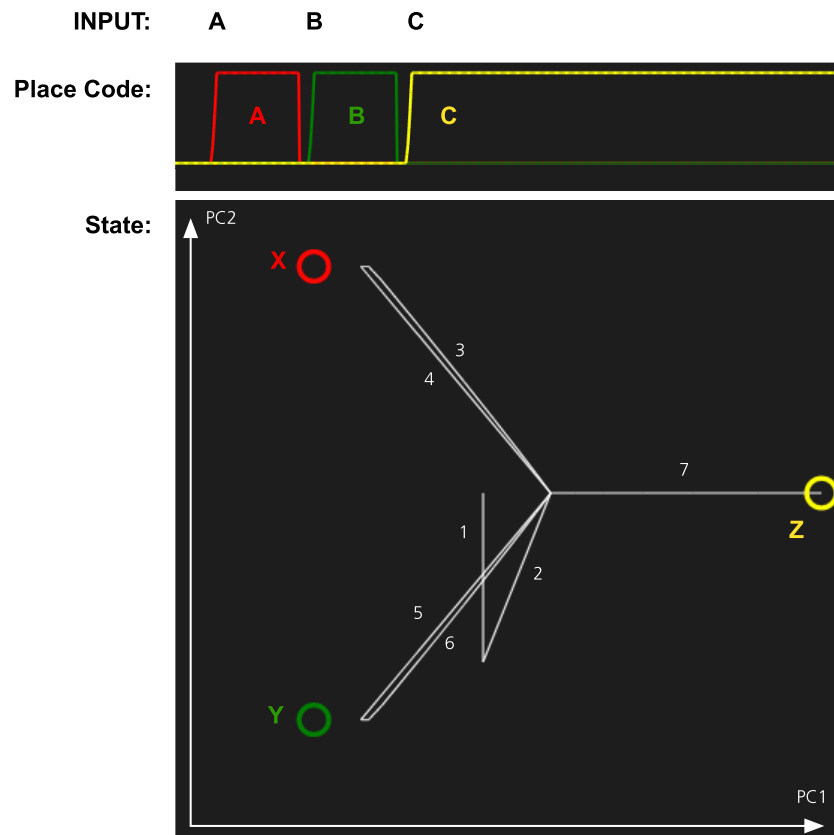 INPUT: A B C
Place Code:
A B C
State:
PC2
X
3
4
7
1
Z
2
5
6
Y
PC1